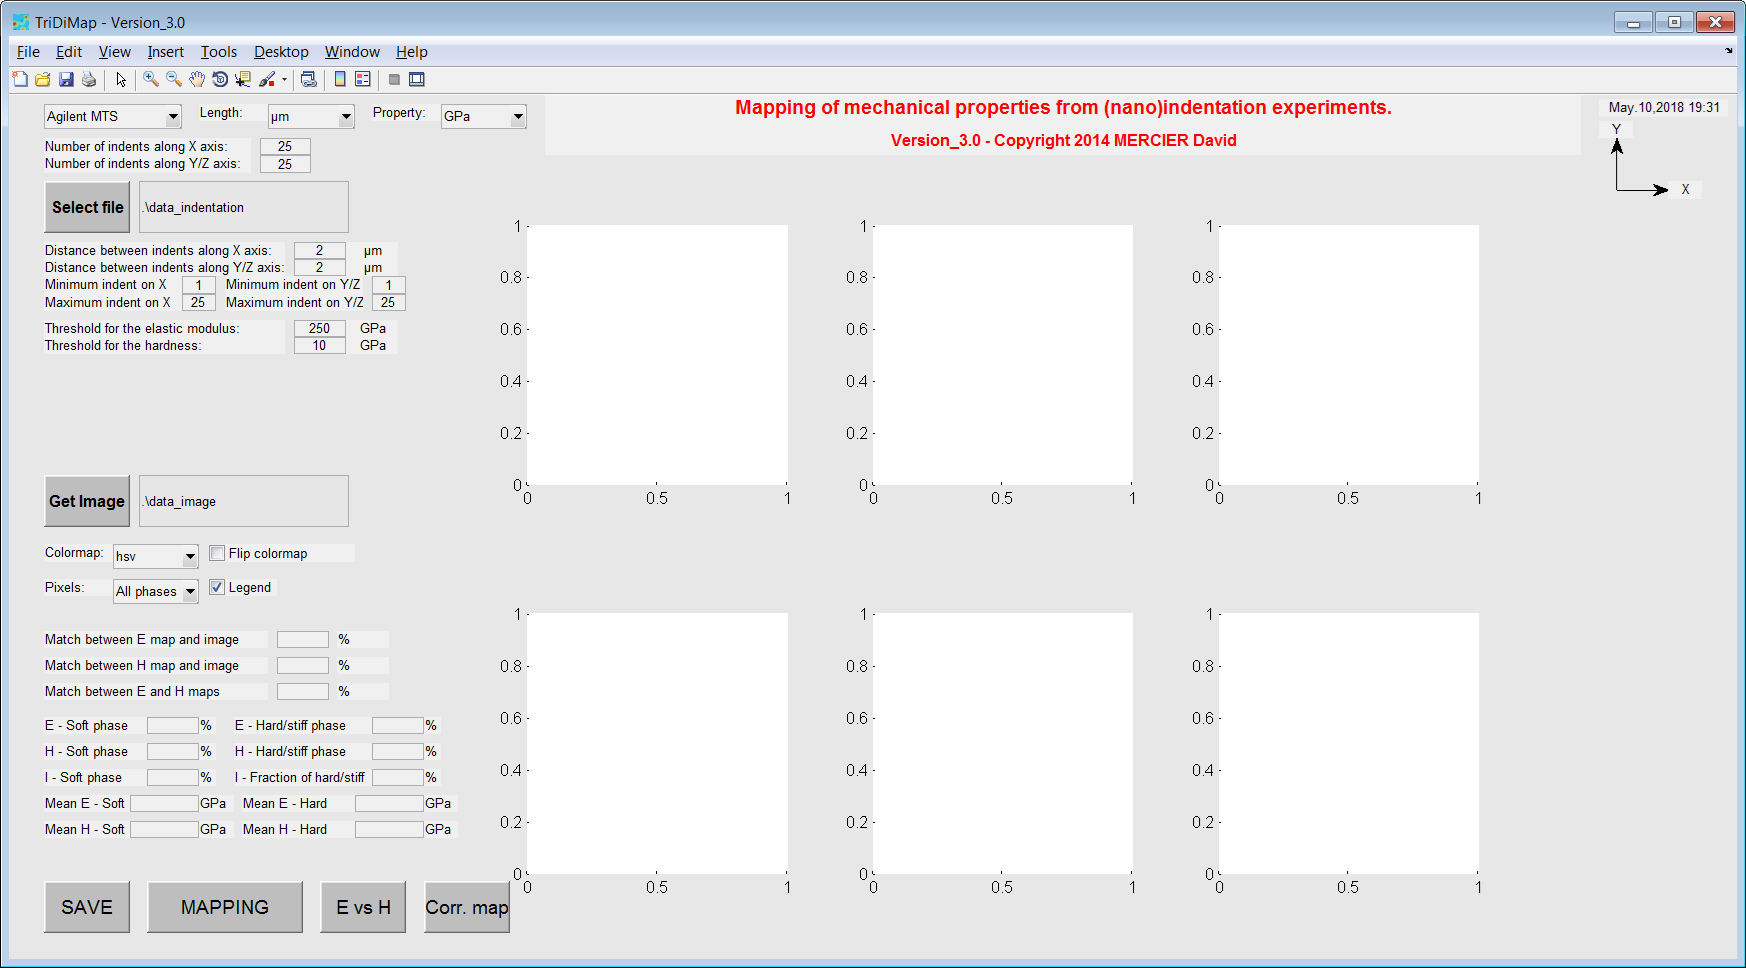 TriDiMap - Version_3.0
File Edit View Insert Tools Desktop Window Help
Agilent MTS Length: µm Property: GPa
Mapping of mechanical properties from (nano)indentation experiments.
Version_3.0 - Copyright 2014 MERCIER David
May.10,2018 19:31
Y
X
Number of indents along X axis: 25
Number of indents along Y/Z axis: 25
Select file .\data_indentation
Distance between indents along X axis: 2 µm
Distance between indents along Y/Z axis: 2 µm
Minimum indent on X 1 Minimum indent on Y/Z 1
Maximum indent on X 25 Maximum indent on Y/Z 25
Threshold for the elastic modulus: 250 GPa
Threshold for the hardness: 10 GPa
Get Image .\data_image
Colormap: hsv Flip colormap
Pixels: All phases Legend
Match between E map and image %
Match between H map and image %
Match between E and H maps %
E - Soft phase % E - Hard/stiff phase %
H - Soft phase % H - Hard/stiff phase %
I - Soft phase % I - Fraction of hard/stiff %
Mean E - Soft GPa Mean E - Hard GPa
Mean H - Soft GPa Mean H - Hard GPa
SAVE MAPPING E vs H Corr. map
1 1 1
0.8 0.8 0.8
0.6 0.6 0.6
0.4 0.4 0.4
0.2 0.2 0.2
0 0 0
0 0.5 1 0 0.5 1 0 0.5 1
1 1 1
0.8 0.8 0.8
0.6 0.6 0.6
0.4 0.4 0.4
0.2 0.2 0.2
0 0 0
0 0.5 1 0 0.5 1 0 0.5 1